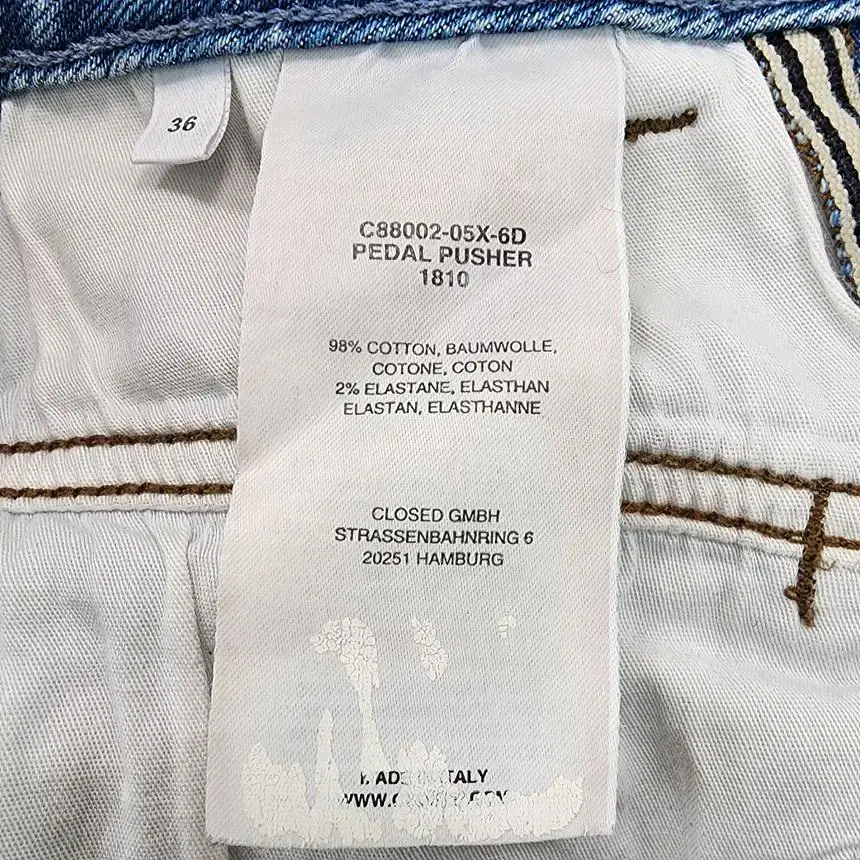 36
C88002-05X-6D
PEDAL PUSHER
1810
98% COTTON, BAUMWOLLE,
COTONE, COTON
2% ELASTANE, ELASTHAN
ELASTAN, ELASTHANNE
CLOSED GMBH
STRASSENBAHNRING 6
20251 HAMBURG